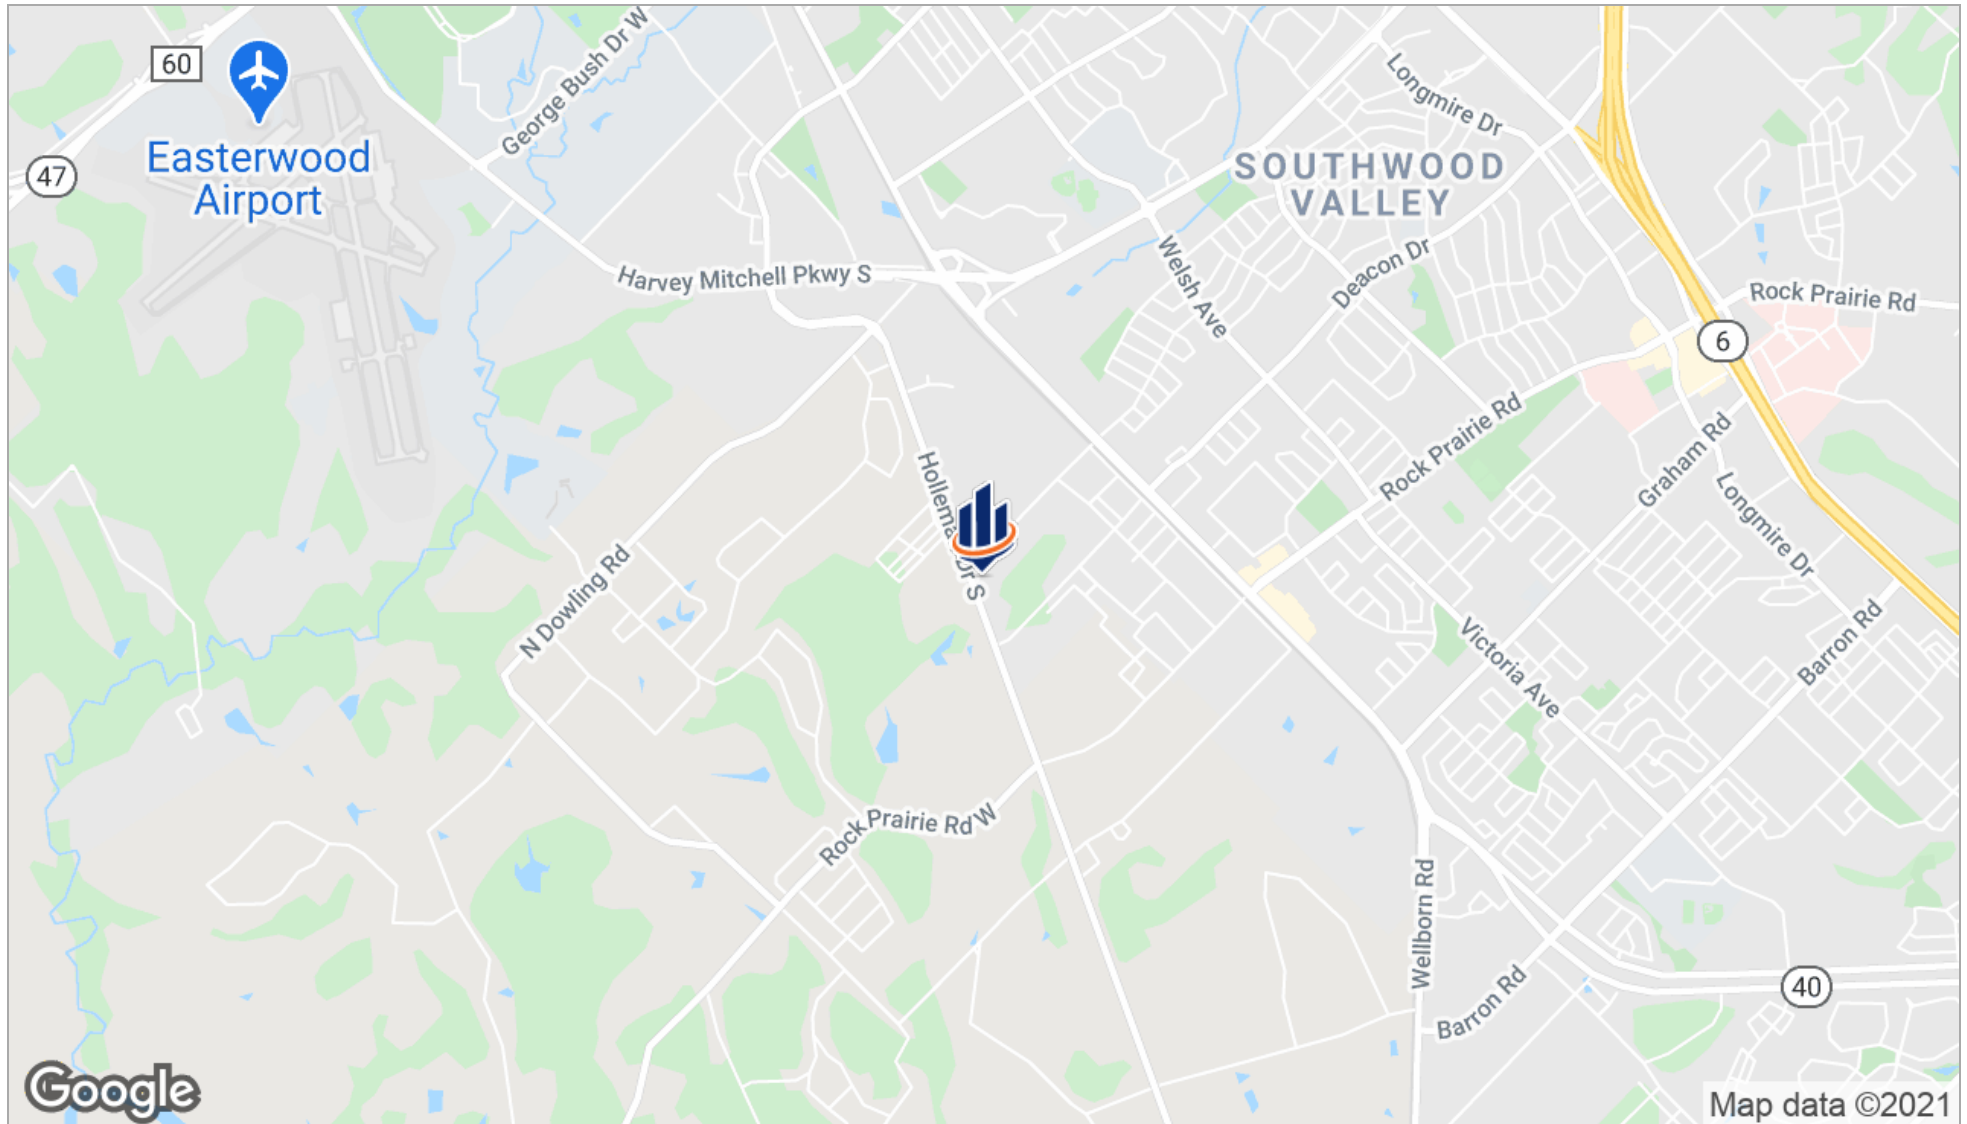 60
George Bush Dr W
Longmire Dr
Easterwood
Airport
47
SOUTHWOOD
VALLEY
Harvey Mitchell Pkwy S
Welsh Ave
Deacon Dr
Rock Prairie Rd
6
Rock Prairie Rd
Graham Rd
Longmire Dr
Dr S
N Dowling Rd
Victoria Ave
Barron Rd
Rock Prairie Rd W
Wellborn Rd
Barron Rd
40
Google
Map data ©2021